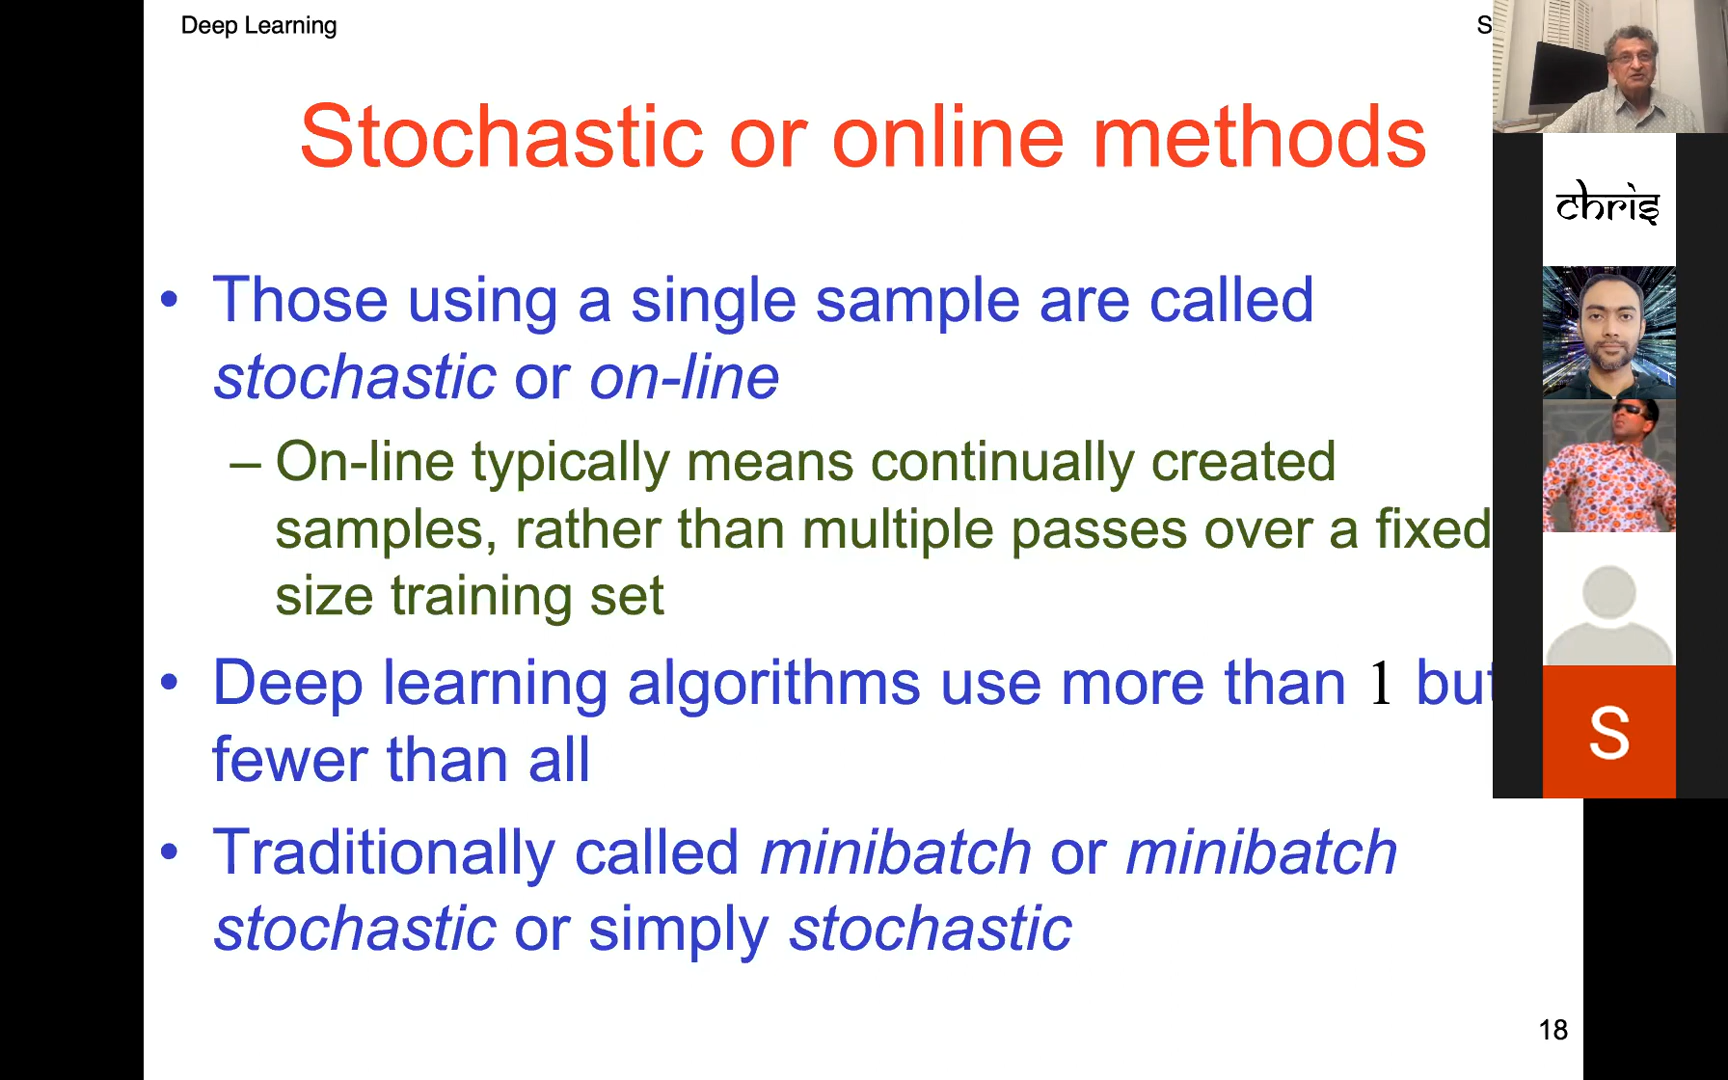 Deep Learning
S
Stochastic or online methods
• Those using a single sample are called
stochastic or on-line
– On-line typically means continually created
samples, rather than multiple passes over a fixed
size training set
• Deep learning algorithms use more than 1 but
fewer than all
• Traditionally called minibatch or minibatch
stochastic or simply stochastic
18
chris
S